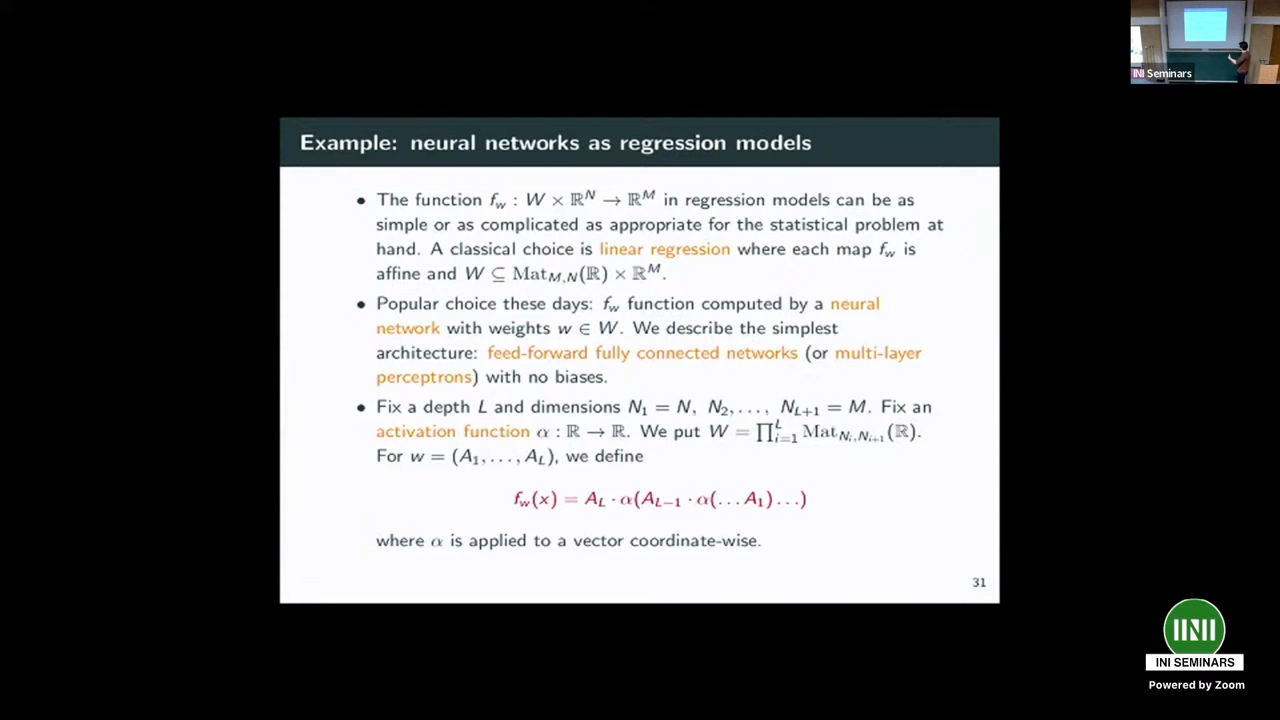 INI Seminars
Example: neural networks as regression models
• The function f_w : W × ℝ^N → ℝ^M in regression models can be as
simple or as complicated as appropriate for the statistical problem at
hand. A classical choice is linear regression where each map f_w is
affine and W ⊆ Mat_{M,N}(ℝ) × ℝ^M.
• Popular choice these days: f_w function computed by a neural
network with weights w ∈ W. We describe the simplest
architecture: feed-forward fully connected networks (or multi-layer
perceptrons) with no biases.
• Fix a depth L and dimensions N_1 = N, N_2, . . . , N_{L+1} = M. Fix an
activation function α : ℝ → ℝ. We put W = ∏_{i=1}^L Mat_{N_i,N_{i+1}}(ℝ).
For w = (A_1, . . . , A_L), we define
f_w(x) = A_L · α(A_{L−1} · α(. . . A_1) . . .)
where α is applied to a vector coordinate-wise.
31
INI
INI SEMINARS
Powered by Zoom